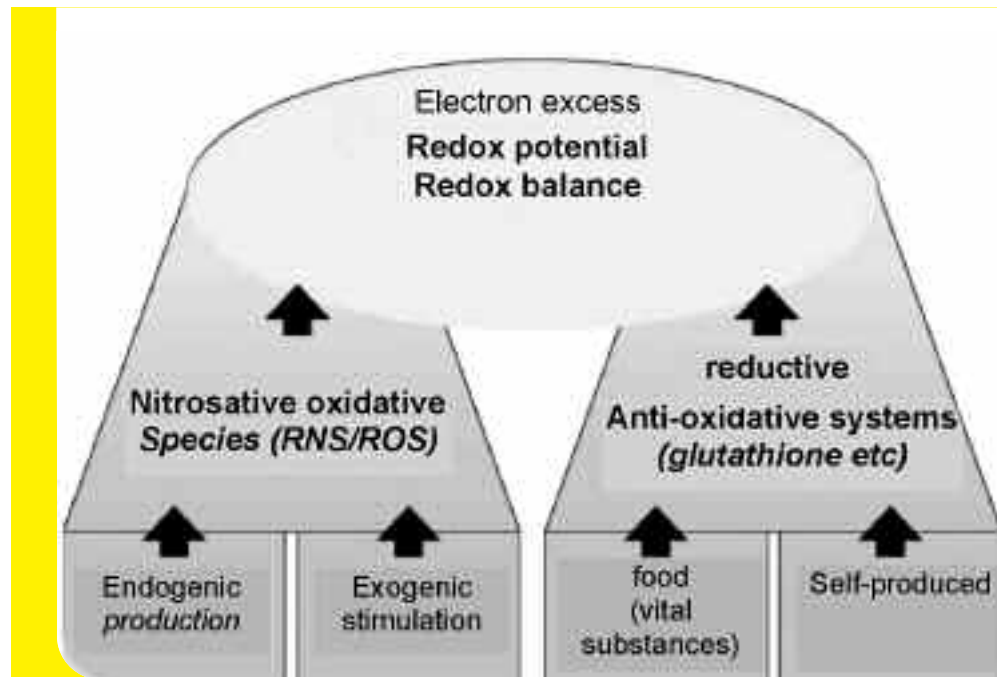 Electron excess
Redox potential
Redox balance
Nitrosative oxidative
Species (RNS/ROS)
reductive
Anti-oxidative systems
(glutathione etc)
Endogenic
production
Exogenic
stimulation
food
(vital
substances)
Self-produced